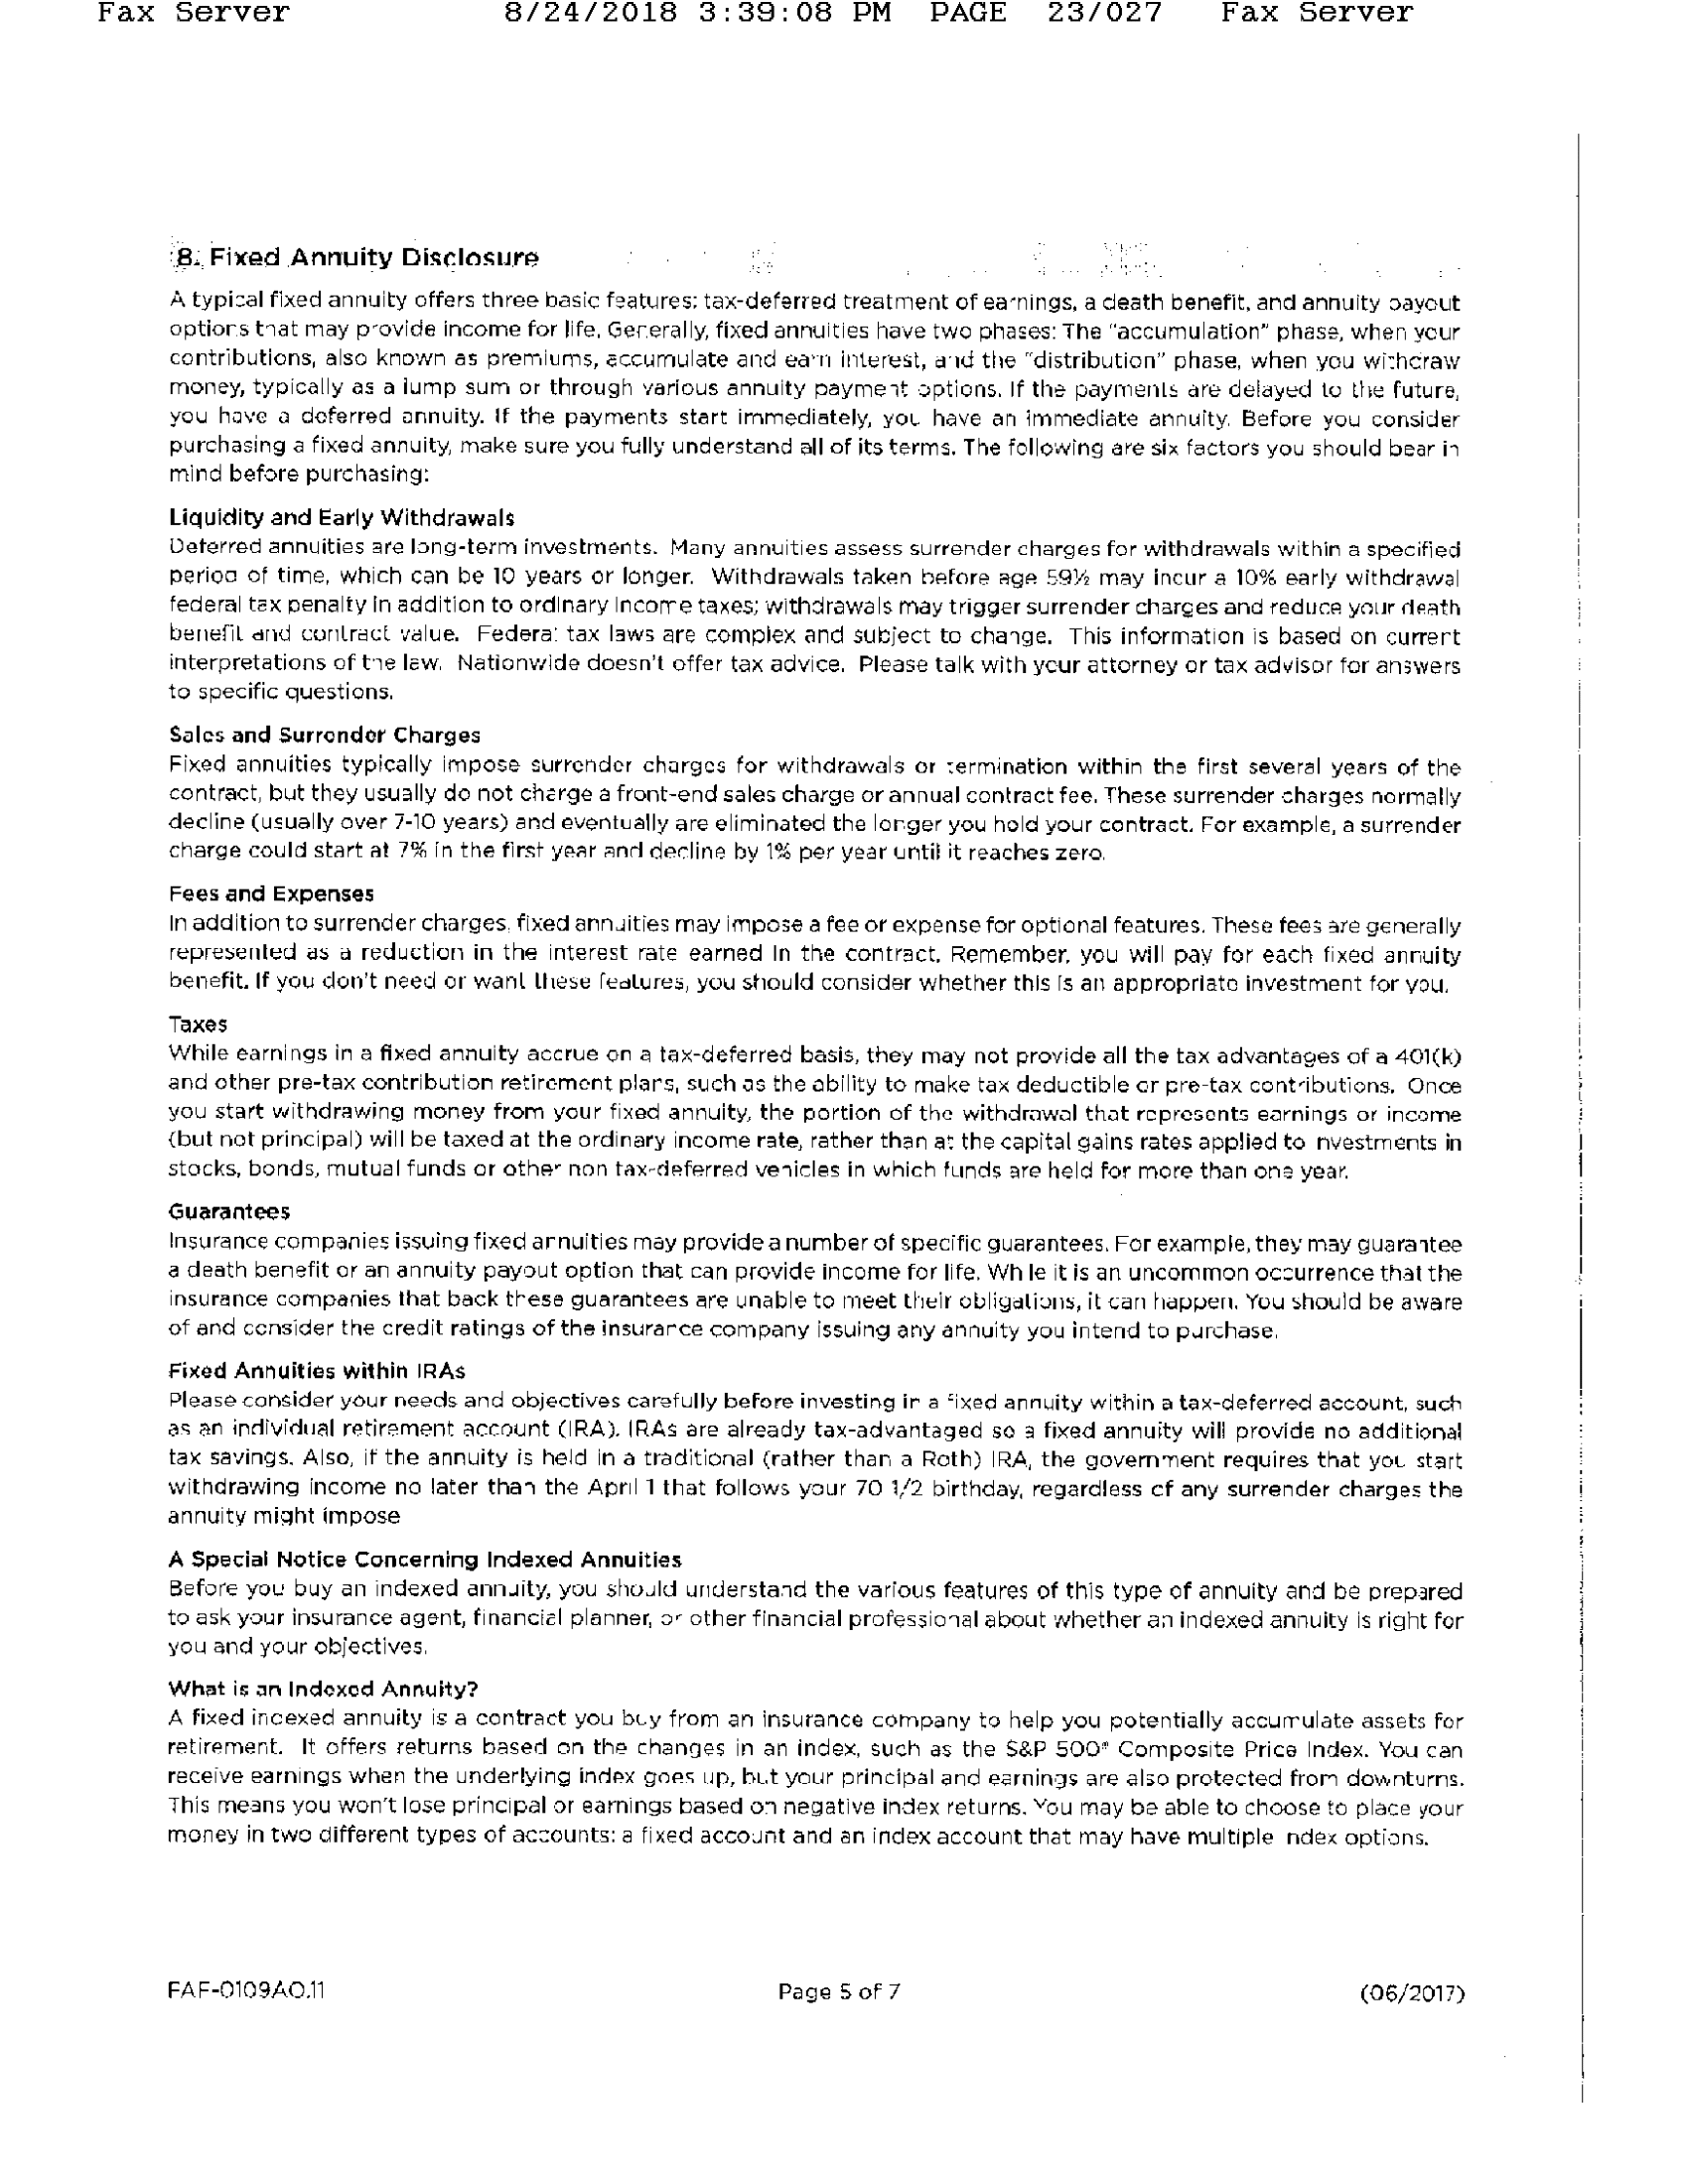 Fax Server 8/24/2018 3:39:08 PM PAGE 23/027 Fax Server
8. Fixed Annuity Disclosure
A typical fixed annuity offers three basic features: tax-deferred treatment of earnings, a death benefit, and annuity payout
options that may provide income for life. Generally, fixed annuities have two phases: The "accumulation" phase, when your
contributions, also known as premiums, accumulate and earn interest, and the "distribution" phase, when you withdraw
money, typically as a lump sum or through various annuity payment options. If the payments are delayed to the future,
you have a deferred annuity. If the payments start immediately, you have an immediate annuity. Before you consider
purchasing a fixed annuity, make sure you fully understand all of its terms. The following are six factors you should bear in
mind before purchasing:
Liquidity and Early Withdrawals
Deferred annuities are long-term investments. Many annuities assess surrender charges for withdrawals within a specified
period of time, which can be 10 years or longer. Withdrawals taken before age 59½ may incur a 10% early withdrawal
federal tax penalty in addition to ordinary income taxes; withdrawals may trigger surrender charges and reduce your death
benefit and contract value. Federal tax laws are complex and subject to change. This information is based on current
interpretations of the law. Nationwide doesn't offer tax advice. Please talk with your attorney or tax advisor for answers
to specific questions.
Sales and Surrender Charges
Fixed annuities typically impose surrender charges for withdrawals or termination within the first several years of the
contract, but they usually do not charge a front-end sales charge or annual contract fee. These surrender charges normally
decline (usually over 7-10 years) and eventually are eliminated the longer you hold your contract. For example, a surrender
charge could start at 7% in the first year and decline by 1% per year until it reaches zero.
Fees and Expenses
In addition to surrender charges, fixed annuities may impose a fee or expense for optional features. These fees are generally
represented as a reduction in the interest rate earned in the contract. Remember, you will pay for each fixed annuity
benefit. If you don't need or want these features, you should consider whether this is an appropriate investment for you.
Taxes
While earnings in a fixed annuity accrue on a tax-deferred basis, they may not provide all the tax advantages of a 401(k)
and other pre-tax contribution retirement plans, such as the ability to make tax deductible or pre-tax contributions. Once
you start withdrawing money from your fixed annuity, the portion of the withdrawal that represents earnings or income
(but not principal) will be taxed at the ordinary income rate, rather than at the capital gains rates applied to nvestments in
stocks, bonds, mutual funds or other non tax-deferred vehicles in which funds are held for more than one year.
Guarantees
Insurance companies issuing fixed annuities may provide a number of specific guarantees. For example, they may guarantee
a death benefit or an annuity payout option that can provide income for life. Wh le it is an uncommon occurrence that the
insurance companies that back these guarantees are unable to meet their obligations, it can happen. You should be aware
of and consider the credit ratings of the insurance company issuing any annuity you intend to purchase.
Fixed Annuities within IRAs
Please consider your needs and objectives carefully before investing in a fixed annuity within a tax-deferred account, such
as an individual retirement account (IRA). IRAs are already tax-advantaged so a fixed annuity will provide no additional
tax savings. Also, if the annuity is held in a traditional (rather than a Roth) IRA, the government requires that you start
withdrawing income no later than the April 1 that follows your 70 1/2 birthday, regardless of any surrender charges the
annuity might impose
A Special Notice Concerning Indexed Annuities
Before you buy an indexed annuity, you should understand the various features of this type of annuity and be prepared
to ask your insurance agent, financial planner, or other financial professional about whether an indexed annuity is right for
you and your objectives.
What is an Indexed Annuity?
A fixed indexed annuity is a contract you buy from an insurance company to help you potentially accumulate assets for
retirement. It offers returns based on the changes in an index, such as the S&P 500® Composite Price Index. You can
receive earnings when the underlying index goes up, but your principal and earnings are also protected from downturns.
This means you won't lose principal or earnings based on negative index returns. You may be able to choose to place your
money in two different types of accounts: a fixed account and an index account that may have multiple ndex options.
FAF-0109AO.11 Page 5 of 7 (06/2017)